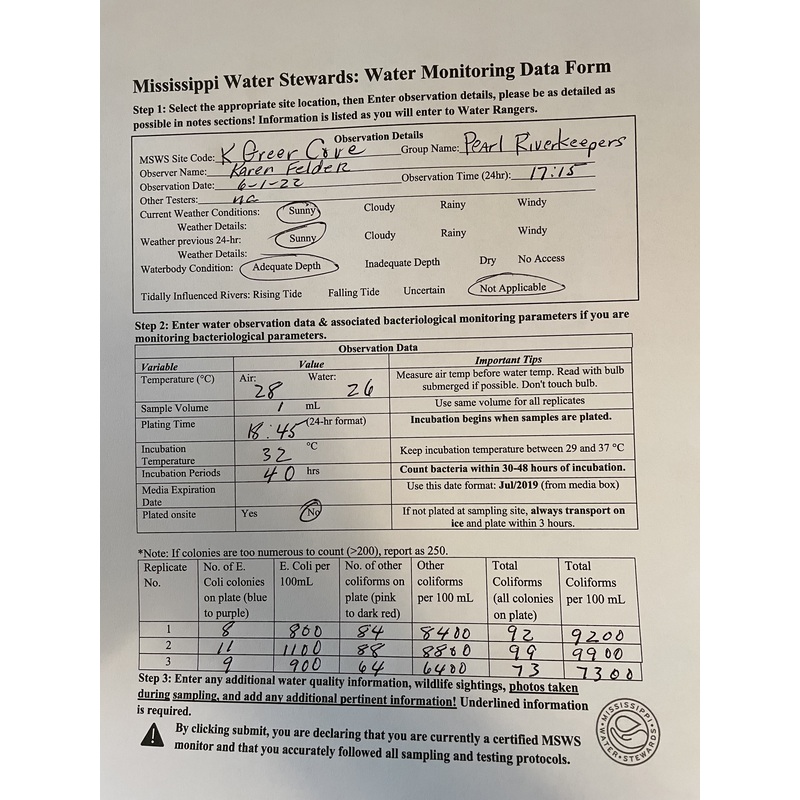 Mississippi Water Stewards: Water Monitoring Data Form
Step 1: Select the appropriate site location, then Enter observation details, please be as detailed as
possible in notes sections! Information is listed as you will enter to Water Rangers.
Observation Details
MSWS Site Code: K Greer Cove Group Name: Pearl Riverkeepers
Observer Name: Karen Felder
Observation Date: 6-1-22 Observation Time (24hr): 17:15
Other Testers: na
Current Weather Conditions: Sunny Cloudy Rainy Windy
Weather Details:
Weather previous 24-hr: Sunny Cloudy Rainy Windy
Weather Details:
Waterbody Condition: Adequate Depth Inadequate Depth Dry No Access
Tidally Influenced Rivers: Rising Tide Falling Tide Uncertain Not Applicable
Step 2: Enter water observation data & associated bacteriological monitoring parameters if you are
monitoring bacteriological parameters.
Observation Data
Variable Value Important Tips
Temperature (°C) Air: 28 Water: 26 Measure air temp before water temp. Read with bulb
submerged if possible. Don't touch bulb.
Sample Volume 1 mL Use same volume for all replicates
Plating Time 18:45 (24-hr format) Incubation begins when samples are plated.
Incubation 32 °C Keep incubation temperature between 29 and 37 °C
Temperature
Incubation Periods 40 hrs Count bacteria within 30-48 hours of incubation.
Media Expiration Use this date format: Jul/2019 (from media box)
Date
Plated onsite Yes No If not plated at sampling site, always transport on
ice and plate within 3 hours.
*Note: If colonies are too numerous to count (>200), report as 250.
Replicate No. of E. E. Coli per No. of other Other Total Total
No. Coli colonies 100mL coliforms on coliforms Coliforms Coliforms
on plate (blue plate (pink per 100 mL (all colonies per 100 mL
to purple) to dark red) on plate)
1 8 800 84 8400 92 9200
2 11 1100 88 8800 99 9900
3 9 900 64 6400 73 7300
Step 3: Enter any additional water quality information, wildlife sightings, photos taken
during sampling, and add any additional pertinent information! Underlined information
is required.
By clicking submit, you are declaring that you are currently a certified MSWS
monitor and that you accurately followed all sampling and testing protocols.
MISSISSIPPI
WATER STEWARDS